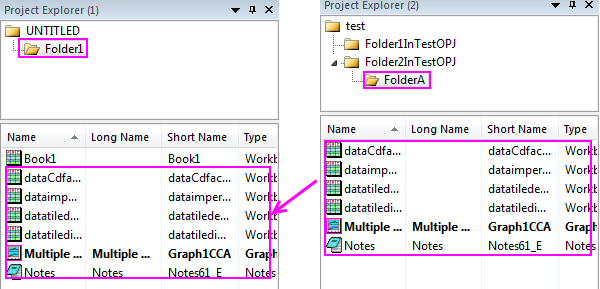 Project Explorer (1)
UNTITLED
Folder1
Name Long Name Short Name Type
Book1 Book1 Workb
dataCdfa... dataCdfac... Workb
dataimp... dataimper... Workb
datatiled... datatilede... Workb
datatiledi... datatiledi... Workb
Multiple ... Multiple ... Graph1CCA Graph
Notes Notes Notes61_E Notes
Project Explorer (2)
test
Folder1InTestOPJ
Folder2InTestOPJ
FolderA
Name Long Name Short Name Type
dataCdfa... dataCdfac... Workb
dataimp... dataimper... Workb
datatiled... datatilede... Workb
datatiledi... datatiledi... Workb
Multiple ... Multiple ... Graph1CCA Graph
Notes Notes Notes61_E Notes